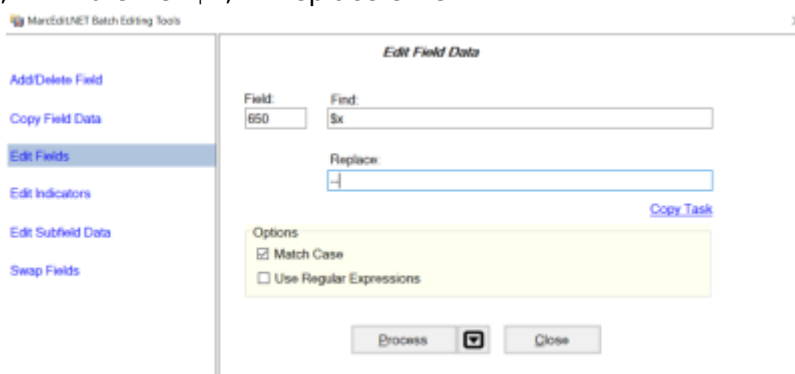 MarcEdit.NET Batch Editing Tools
Edit Field Data
Add/Delete Field
Copy Field Data
Edit Fields
Edit Indicators
Edit Subfield Data
Swap Fields
Field: Find:
650 $x
Replace:
--
Copy Task
Options
Match Case
Use Regular Expressions
Process Close